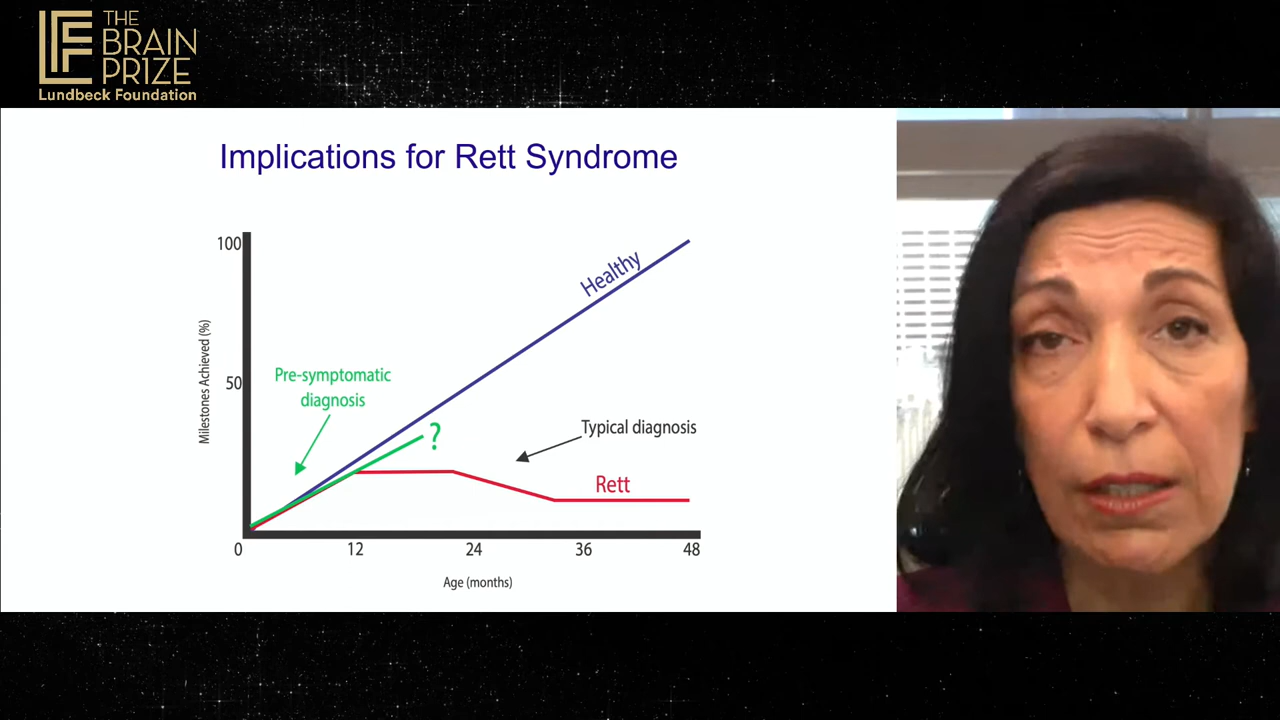 THE
BRAIN
PRIZE
Lundbeck Foundation
Implications for Rett Syndrome
100
Healthy
Milestones Achieved (%)
50
Pre-symptomatic
diagnosis
?
Typical diagnosis
Rett
0 12 24 36 48
Age (months)